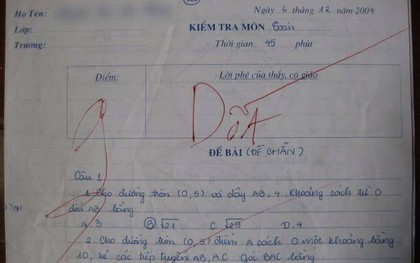 Họ Tên:
Ngày 6 tháng 12 năm 2004
Lớp:
KIỂM TRA MÔN Toán
Trường:
Thời gian 45 phút
Điểm:
Lời phê của thầy, cô giáo
9
Dốt
ĐỀ BÀI (ĐỀ CHẴN)
Câu 1
1. Cho đường tròn (0,5) có dây AB = 4. Khoảng cách từ O
đến AB bằng
A. 3 B √21 C √29 D. 4
2. Cho đường tròn (0,5) điểm A cách O một khoảng bằng
10, kẻ các tiếp tuyến AB, AC góc BAC bằng